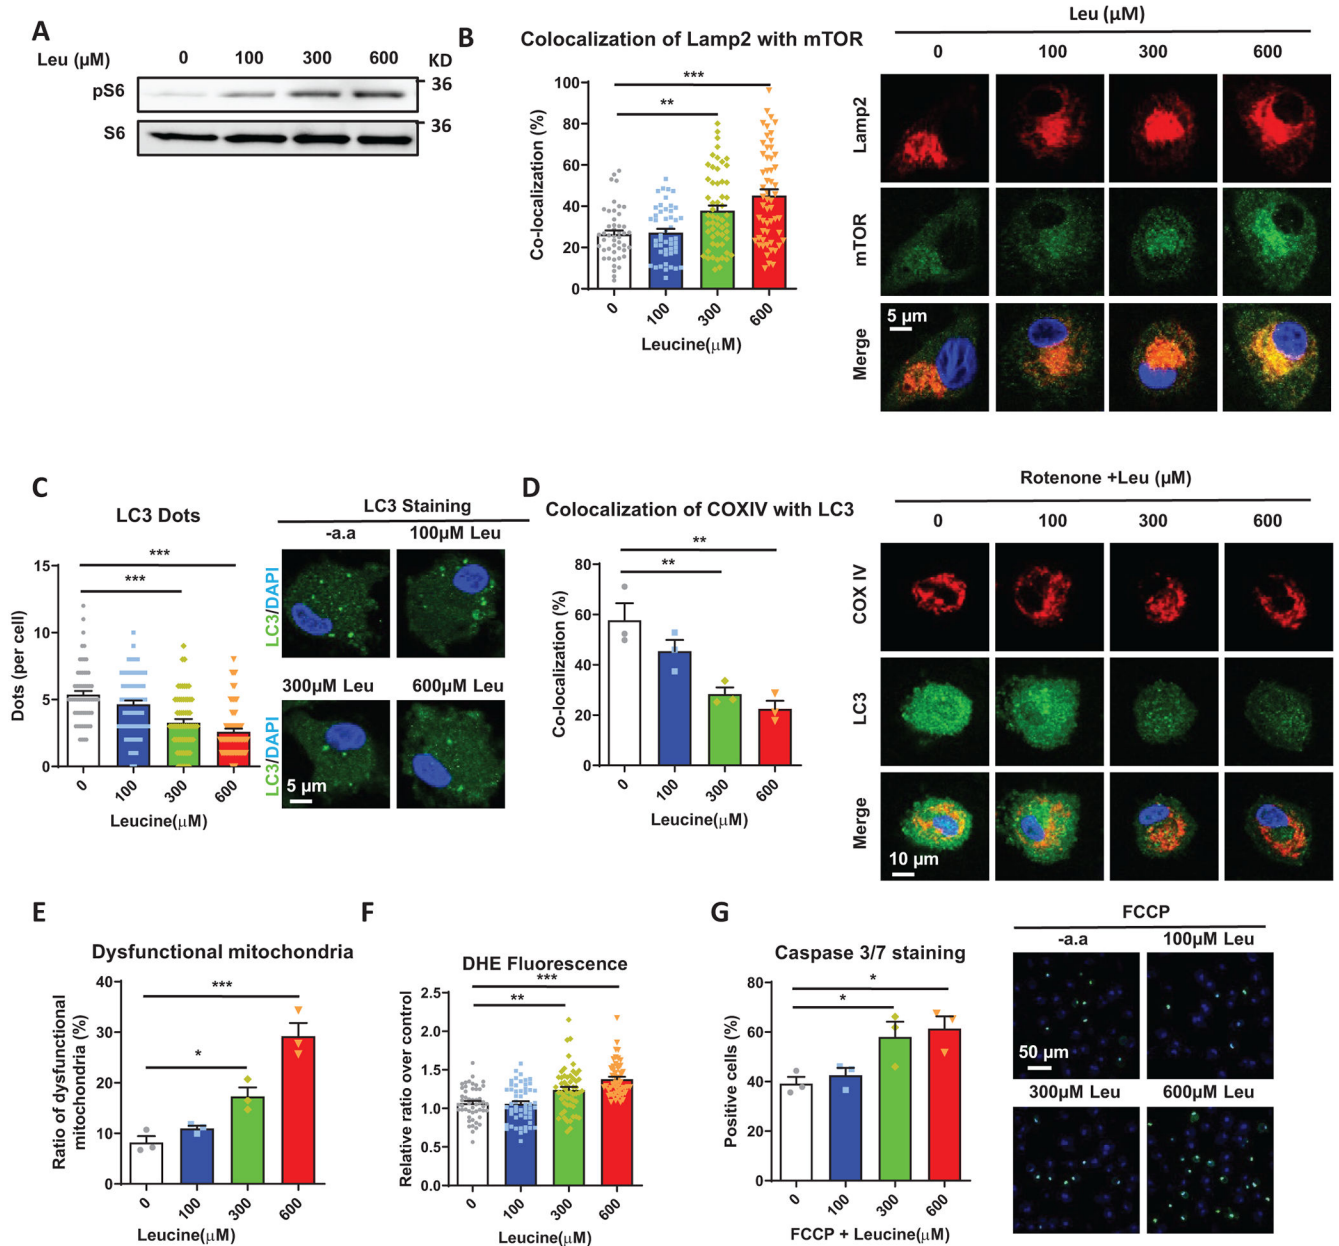 A
Leu (µM) 0 100 300 600 KD
pS6 36
S6 36
B
Colocalization of Lamp2 with mTOR
Co-localization (%)
100
80
60
40
20
0
***
**
0 100 300 600
Leucine(µM)
Leu (µM)
0 100 300 600
Lamp2
mTOR
Merge
5 µm
C
LC3 Dots
Dots (per cell)
15
10
5
0
***
***
0 100 300 600
Leucine(µM)
LC3 Staining
-a.a 100µM Leu
LC3/DAPI
300µM Leu 600µM Leu
LC3/DAPI
5 µm
D
Colocalization of COXIV with LC3
Co-localization (%)
80
60
40
20
0
**
**
0 100 300 600
Leucine(µM)
Rotenone +Leu (µM)
0 100 300 600
COX IV
LC3
Merge
10 µm
E
Dysfunctional mitochondria
Ratio of dysfunctional
mitochondria (%)
40
30
20
10
0
***
*
0 100 300 600
Leucine(µM)
F
DHE Fluorescence
Relative ratio over control
2.5
2.0
1.5
1.0
0.5
0.0
***
**
0 100 300 600
Leucine(µM)
G
Caspase 3/7 staining
Positive cells (%)
80
60
40
20
0
*
*
0 100 300 600
FCCP + Leucine(µM)
FCCP
-a.a 100µM Leu
50 µm
300µM Leu 600µM Leu